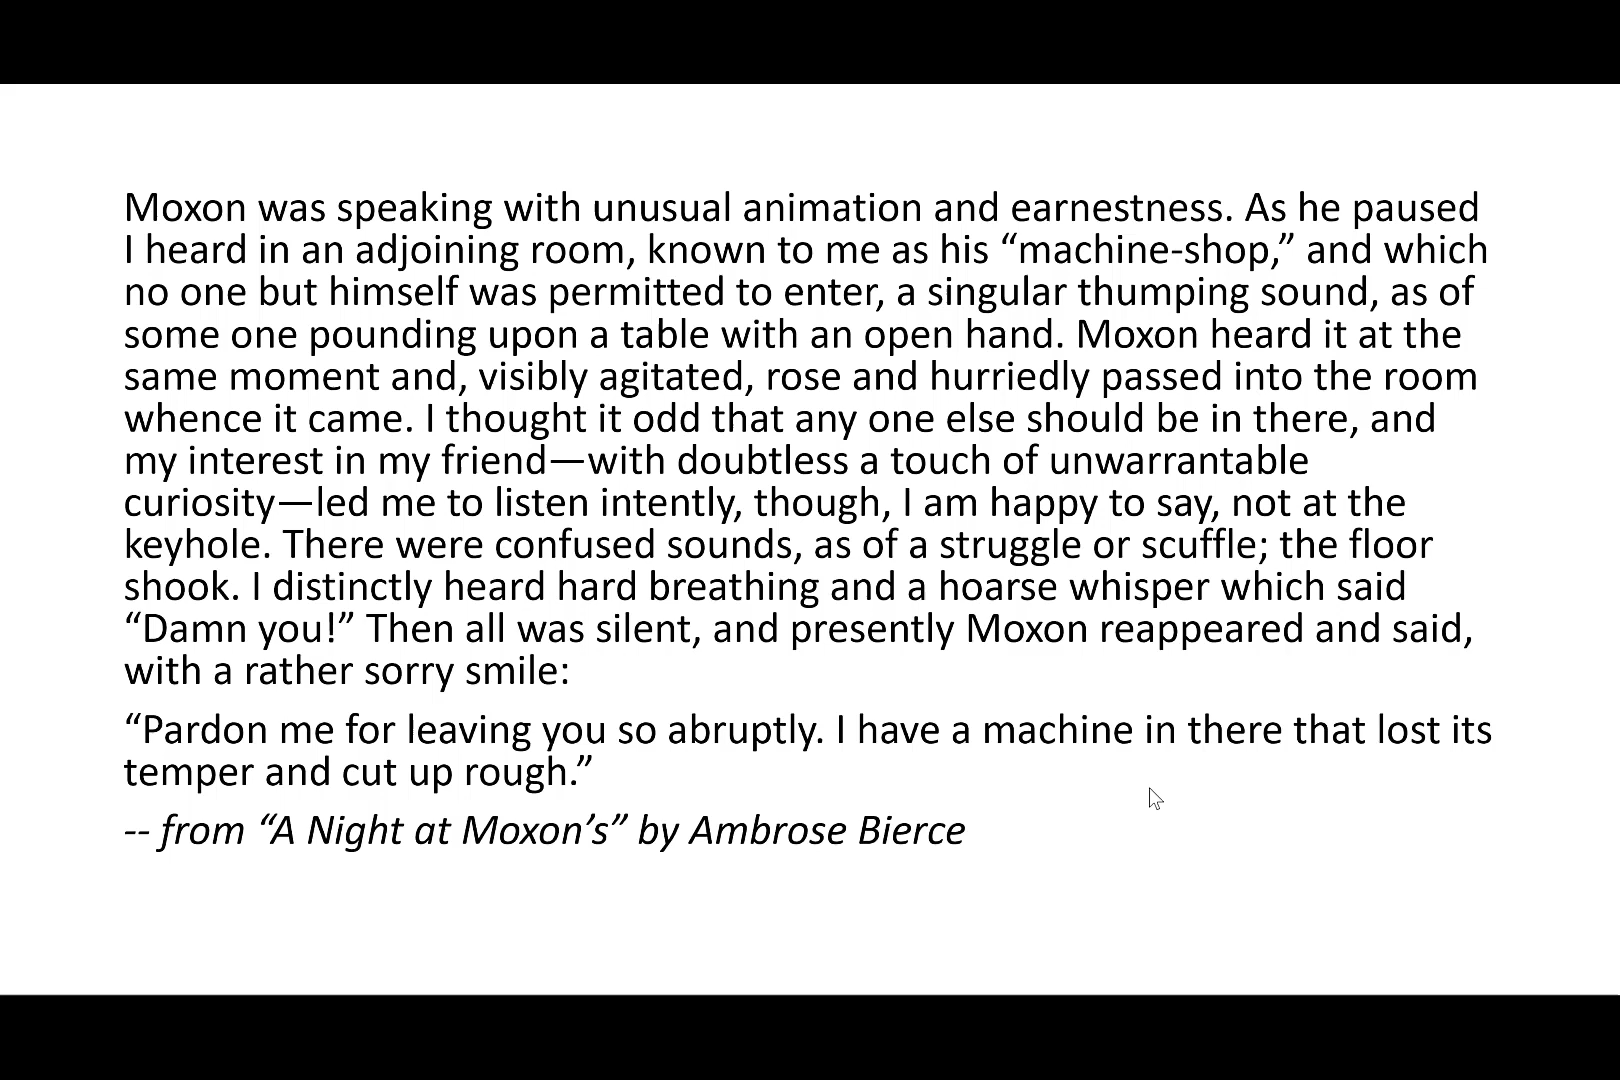 Moxon was speaking with unusual animation and earnestness. As he paused
I heard in an adjoining room, known to me as his “machine-shop,” and which
no one but himself was permitted to enter, a singular thumping sound, as of
some one pounding upon a table with an open hand. Moxon heard it at the
same moment and, visibly agitated, rose and hurriedly passed into the room
whence it came. I thought it odd that any one else should be in there, and
my interest in my friend—with doubtless a touch of unwarrantable
curiosity—led me to listen intently, though, I am happy to say, not at the
keyhole. There were confused sounds, as of a struggle or scuffle; the floor
shook. I distinctly heard hard breathing and a hoarse whisper which said
“Damn you!” Then all was silent, and presently Moxon reappeared and said,
with a rather sorry smile:
“Pardon me for leaving you so abruptly. I have a machine in there that lost its
temper and cut up rough.”
-- from “A Night at Moxon’s” by Ambrose Bierce